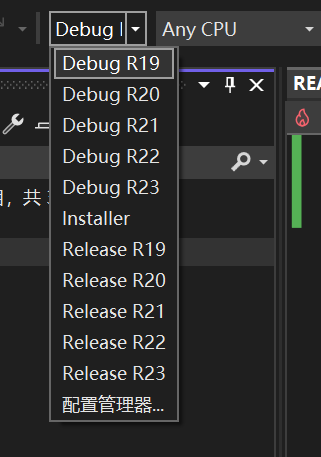 Debug Any CPU
Debug R19
Debug R20
Debug R21
Debug R22
Debug R23
Installer
Release R19
Release R20
Release R21
Release R22
Release R23
配置管理器...
REA
，共